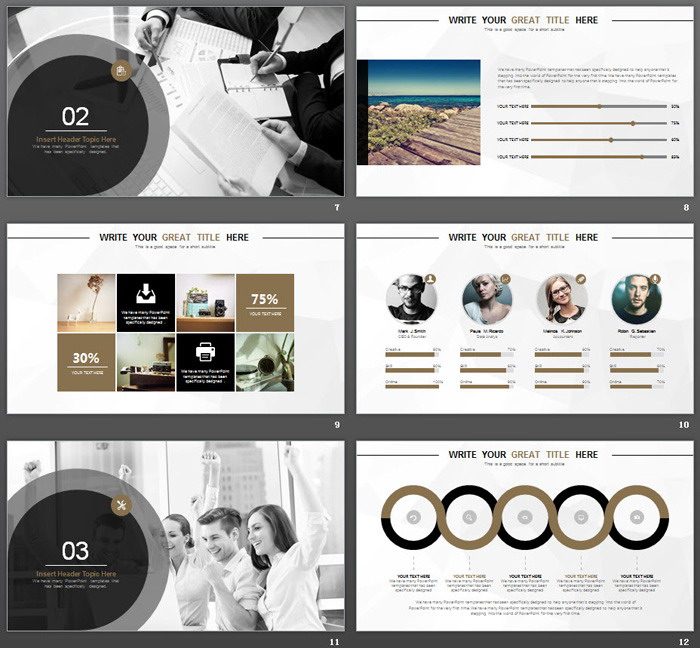 02
Insert Header Topic Here
We have many PowerPoint templates that
has been specifically designed.
7
WRITE YOUR GREAT TITLE HERE
This is a good space for a short subtitle
We have many PowerPoint templates that has been specifically designed to help anyone that is
stepping into the world of PowerPoint for the very first time. We have many PowerPoint templates
that has been specifically designed to help anyone that is stepping into the world of PowerPoint for
the very first time.
YOUR TEXT HERE 50%
YOUR TEXT HERE 75%
YOUR TEXT HERE 60%
YOUR TEXT HERE
8
WRITE YOUR GREAT TITLE HERE
This is a good space for a short subtitle
We have many PowerPoint
templates that has been
specifically designed .
75%
YOUR TEXT HERE
30%
YOUR TEXT HERE
We have many PowerPoint
templates that has been
specifically designed .
9
WRITE YOUR GREAT TITLE HERE
This is a good space for a short subtitle
Mark J. Smith
CEO & Founder
Paula M. Ricardo
Data Analyst
Melinda K. Johnson
Accountant
Robin G. Sebastian
Reporter
Creative
Creative
Creative
Creative
Skill
Skill
Skill
Skill
Online 100%
Online
Online
Online
10
03
Insert Header Topic Here
We have many PowerPoint templates that
has been specifically designed.
11
WRITE YOUR GREAT TITLE HERE
This is a good space for a short subtitle
YOUR TEXT HERE
We have many PowerPoint
templates that has been
specifically designed.
YOUR TEXT HERE
We have many PowerPoint
templates that has been
specifically designed.
YOUR TEXT HERE
We have many PowerPoint
templates that has been
specifically designed.
YOUR TEXT HERE
We have many PowerPoint
templates that has been
specifically designed.
YOUR TEXT HERE
We have many PowerPoint
templates that has been
specifically designed.
We have many PowerPoint templates that has been specifically designed to help anyone that is stepping into the world of
PowerPoint for the very first time. We have many PowerPoint templates that has been specifically designed to help anyone that is
stepping into the world of PowerPoint for the very first time.
12